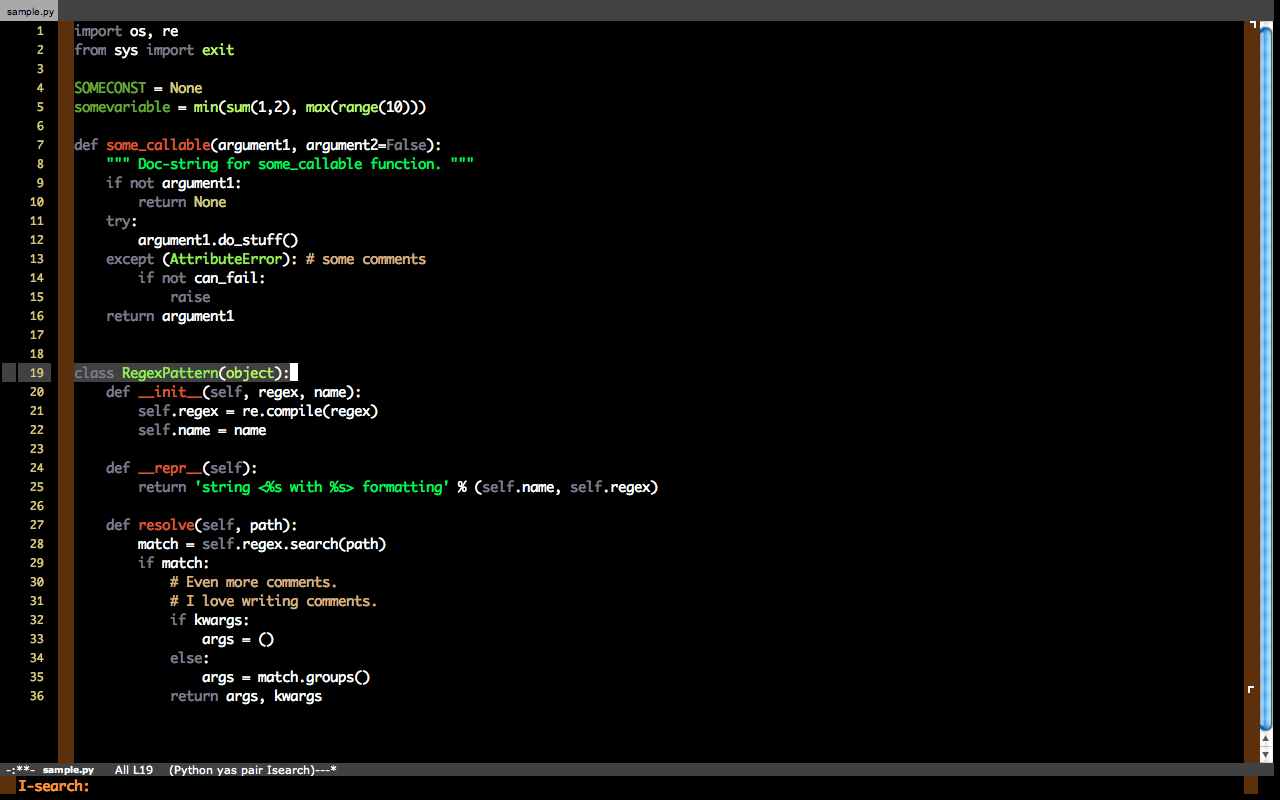 sample.py
1 import os, re
2 from sys import exit
3
4 SOMECONST = None
5 somevariable = min(sum(1,2), max(range(10)))
6
7 def some_callable(argument1, argument2=False):
8     """ Doc-string for some_callable function. """
9     if not argument1:
10         return None
11     try:
12         argument1.do_stuff()
13     except (AttributeError): # some comments
14         if not can_fail:
15             raise
16     return argument1
17
18
19 class RegexPattern(object):
20     def __init__(self, regex, name):
21         self.regex = re.compile(regex)
22         self.name = name
23
24     def __repr__(self):
25         return 'string <%s with %s> formatting' % (self.name, self.regex)
26
27     def resolve(self, path):
28         match = self.regex.search(path)
29         if match:
30             # Even more comments.
31             # I love writing comments.
32             if kwargs:
33                 args = ()
34             else:
35                 args = match.groups()
36             return args, kwargs
-:**- sample.py All L19 (Python yas pair Isearch)---*
I-search: